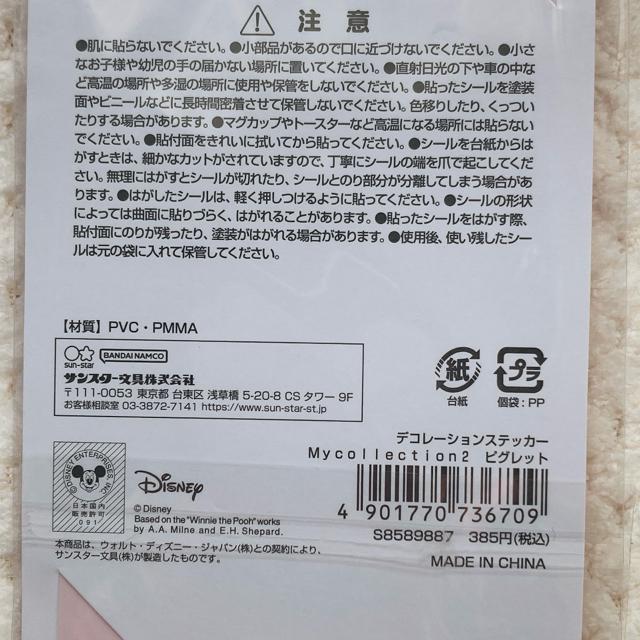 注意
●肌に貼らないでください。●小部品があるので口に近づけないでください。●小さ
なお子様や幼児の手の届かない場所に置いてください。●直射日光の下や車の中な
ど高温の場所や多湿の場所に使用や保管をしないでください。●貼ったシールを塗装
面やビニールなどに長時間密着させて保管しないでください。色移りしたり、くっつい
たりする場合があります。●マグカップやトースターなど高温になる場所には貼らない
でください。●貼付面をきれいに拭いてから貼ってください。●シールを台紙からは
がすときは、細かなカットがされていますので、丁寧にシールの端を爪で起こしてくだ
さい。無理にはがすとシールが切れたり、シールとのり部分が分離してしまう場合があり
ます。●はがしたシールは、軽く押しつけるように貼ってください。●シールの形状
によっては曲面に貼りづらく、はがれることがあります。●貼ったシールをはがす際、
貼付面にのりが残ったり、塗装がはがれる場合があります。●使用後、使い残したシー
ルは元の袋に入れて保管してください。
【材質】PVC・PMMA
sun-star BANDAI NAMCO
サンスター文具株式会社
〒111-0053 東京都 台東区 浅草橋 5-20-8 CS タワー 9F
お客様相談室 03-3872-7141 https://www.sun-star-st.jp
紙
台紙
プラ
個袋:PP
デコレーションステッカー
Mycollection2 ピグレット
4 901770 736709
S8589887 385円(税込)
MADE IN CHINA
©DISNEY ENTERPRISES, INC.
日本国内
販売許可
091
Disney
© Disney
Based on the "Winnie the Pooh" works
by A.A. Milne and E.H. Shepard.
本商品は、ウォルト・ディズニー・ジャパン(株)との契約により、
サンスター文具(株)が製造したものです。